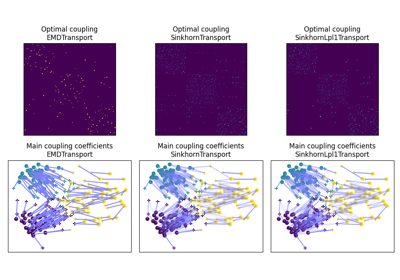 Optimal coupling
EMDTransport
Optimal coupling
SinkhornTransport
Optimal coupling
SinkhornLpl1Transport
Main coupling coefficients
EMDTransport
Main coupling coefficients
SinkhornTransport
Main coupling coefficients
SinkhornLpl1Transport